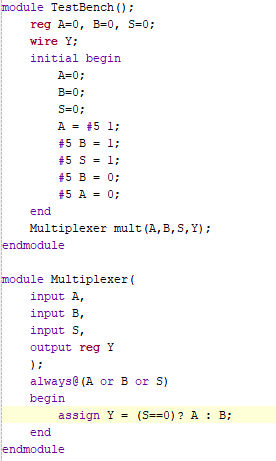 module TestBench();
reg A=0, B=0, S=0;
wire Y;
initial begin
A=0;
B=0;
S=0;
A = #5 1;
#5 B = 1;
#5 S = 1;
#5 B = 0;
#5 A = 0;
end
Multiplexer mult(A,B,S,Y);
endmodule
module Multiplexer(
input A,
input B,
input S,
output reg Y
);
always@(A or B or S)
begin
assign Y = (S==0)? A : B;
end
endmodule